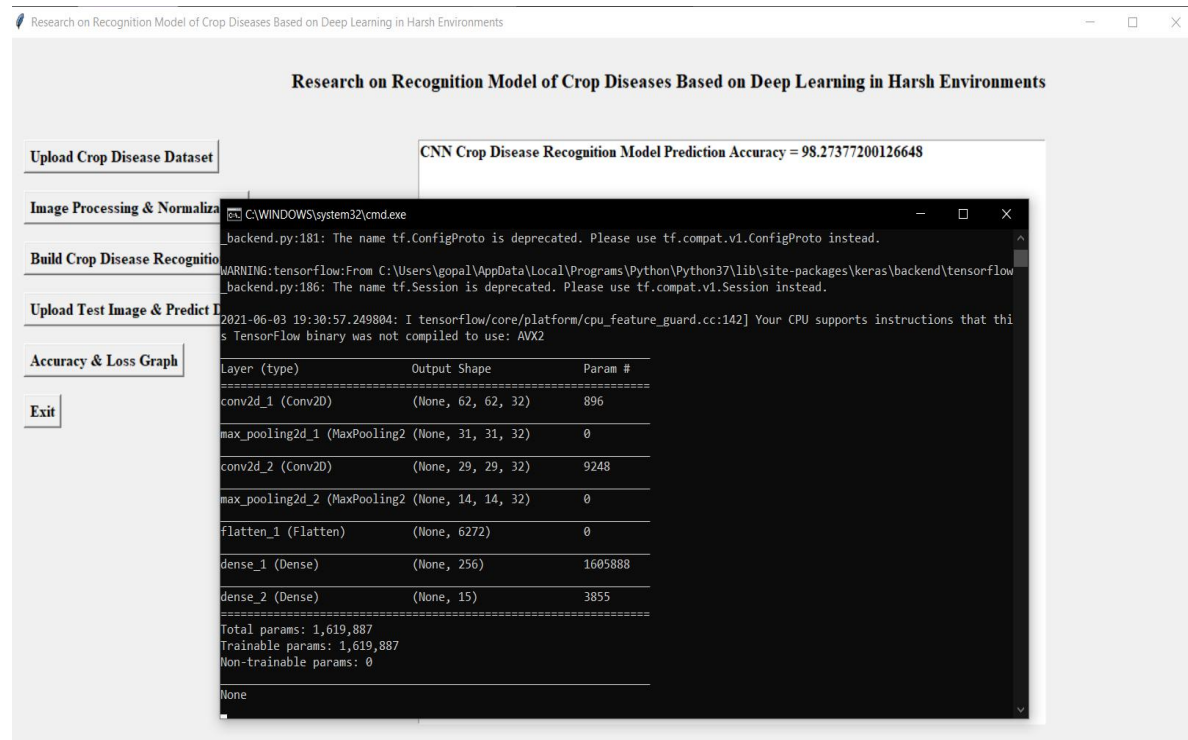 Research on Recognition Model of Crop Diseases Based on Deep Learning in Harsh Environments
Research on Recognition Model of Crop Diseases Based on Deep Learning in Harsh Environments
Upload Crop Disease Dataset
Image Processing & Normaliza
Build Crop Disease Recognitio
Upload Test Image & Predict D
Accuracy & Loss Graph
Exit
CNN Crop Disease Recognition Model Prediction Accuracy = 98.27377200126648
C:\WINDOWS\system32\cmd.exe
_backend.py:181: The name tf.ConfigProto is deprecated. Please use tf.compat.v1.ConfigProto instead.
WARNING:tensorflow:From C:\Users\gopal\AppData\Local\Programs\Python\Python37\lib\site-packages\keras\backend\tensorflow
_backend.py:186: The name tf.Session is deprecated. Please use tf.compat.v1.Session instead.
2021-06-03 19:30:57.249804: I tensorflow/core/platform/cpu_feature_guard.cc:142] Your CPU supports instructions that thi
s TensorFlow binary was not compiled to use: AVX2
Layer (type) Output Shape Param #
conv2d_1 (Conv2D) (None, 62, 62, 32) 896
max_pooling2d_1 (MaxPooling2 (None, 31, 31, 32) 0
conv2d_2 (Conv2D) (None, 29, 29, 32) 9248
max_pooling2d_2 (MaxPooling2 (None, 14, 14, 32) 0
flatten_1 (Flatten) (None, 6272) 0
dense_1 (Dense) (None, 256) 1605888
dense_2 (Dense) (None, 15) 3855
Total params: 1,619,887
Trainable params: 1,619,887
Non-trainable params: 0
None